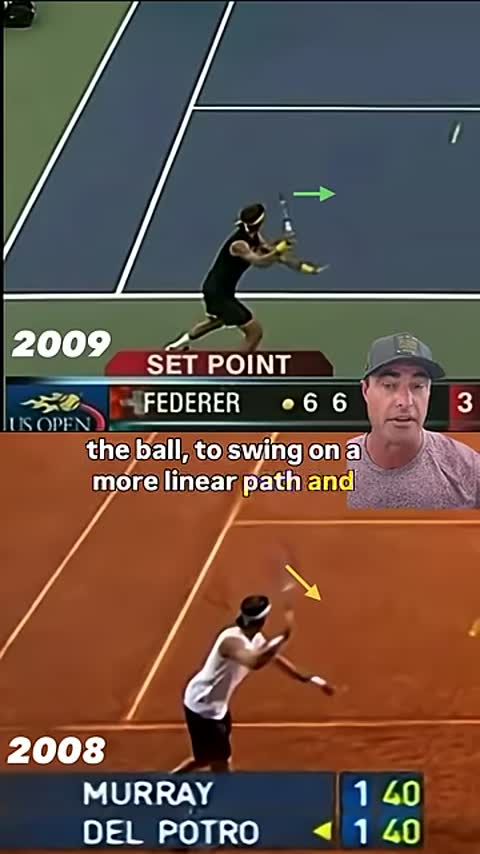 2009
SET POINT
US OPEN
FEDERER 6 6 3
the ball, to swing on a
more linear path and
2008
MURRAY 1 40
DEL POTRO 1 40